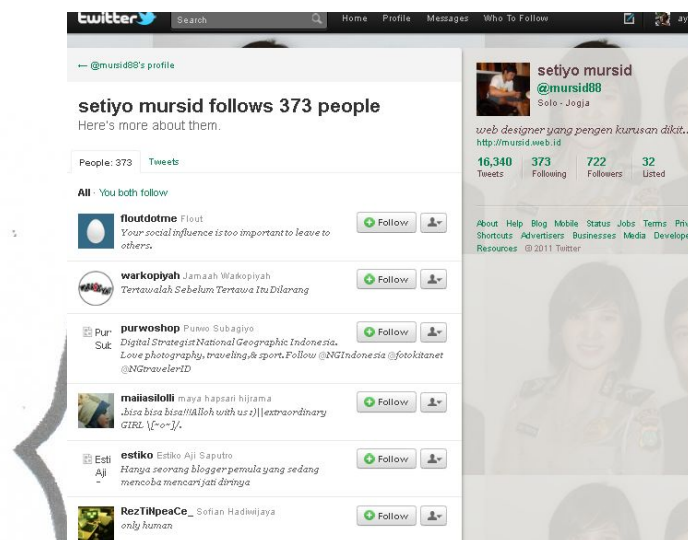 twitter
Search
Home Profile Messages Who To Follow
← @mursid88's profile
setiyo mursid follows 373 people
Here's more about them.
People: 373 Tweets
All · You both follow
floutdotme Flout
Your social influence is too important to leave to
others.
Follow
warkopiyah Jamaah Warkopiyah
Tertawalah Sebelum Tertawa Itu Dilarang
Follow
Pur
Sub
purwoshop Purwo Subagiyo
Digital Strategist National Geographic Indonesia.
Love photography, traveling,& sport. Follow @NGIndonesia @fotokitanet
@NGtravelerID
Follow
maiiasilolli maya hapsari hijrama
.bisa bisa bisa!!!Alloh with us :)||extraordinary
GIRL \[~o~]/.
Follow
Esti
Aji
estiko Estiko Aji Saputro
Hanya seorang blogger pemula yang sedang
mencoba mencari jati dirinya
Follow
RezTiNpeaCe_ Sofian Hadiwijaya
only human
Follow
setiyo mursid
@mursid88
Solo - Jogja
web designer yang pengen kurusan dikit..
http://mursid.web.id
16,340 373 722 32
Tweets Following Followers Listed
About Help Blog Mobile Status Jobs Terms
Shortcuts Advertisers Businesses Media
Resources © 2011 Twitter